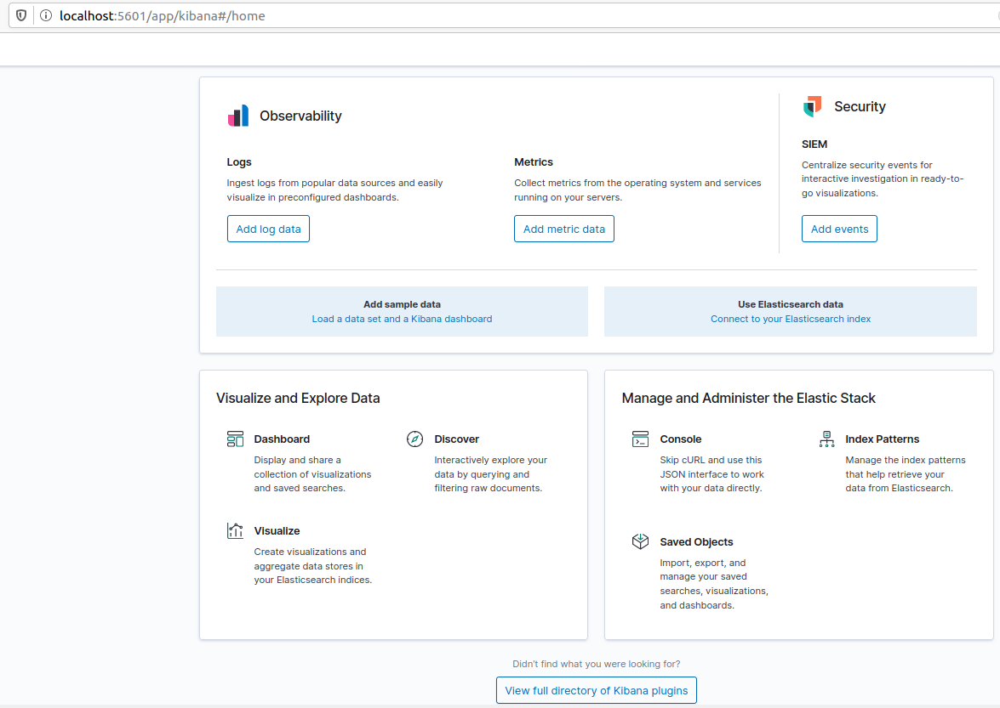 localhost:5601/app/kibana#/home
Observability
Logs
Ingest logs from popular data sources and easily
visualize in preconfigured dashboards.
Add log data
Metrics
Collect metrics from the operating system and services
running on your servers.
Add metric data
Security
SIEM
Centralize security events for
interactive investigation in ready-to-
go visualizations.
Add events
Add sample data
Load a data set and a Kibana dashboard
Use Elasticsearch data
Connect to your Elasticsearch index
Visualize and Explore Data
Dashboard
Display and share a
collection of visualizations
and saved searches.
Discover
Interactively explore your
data by querying and
filtering raw documents.
Visualize
Create visualizations and
aggregate data stores in
your Elasticsearch indices.
Manage and Administer the Elastic Stack
Console
Skip cURL and use this
JSON interface to work
with your data directly.
Index Patterns
Manage the index patterns
that help retrieve your
data from Elasticsearch.
Saved Objects
Import, export, and
manage your saved
searches, visualizations,
and dashboards.
Didn't find what you were looking for?
View full directory of Kibana plugins